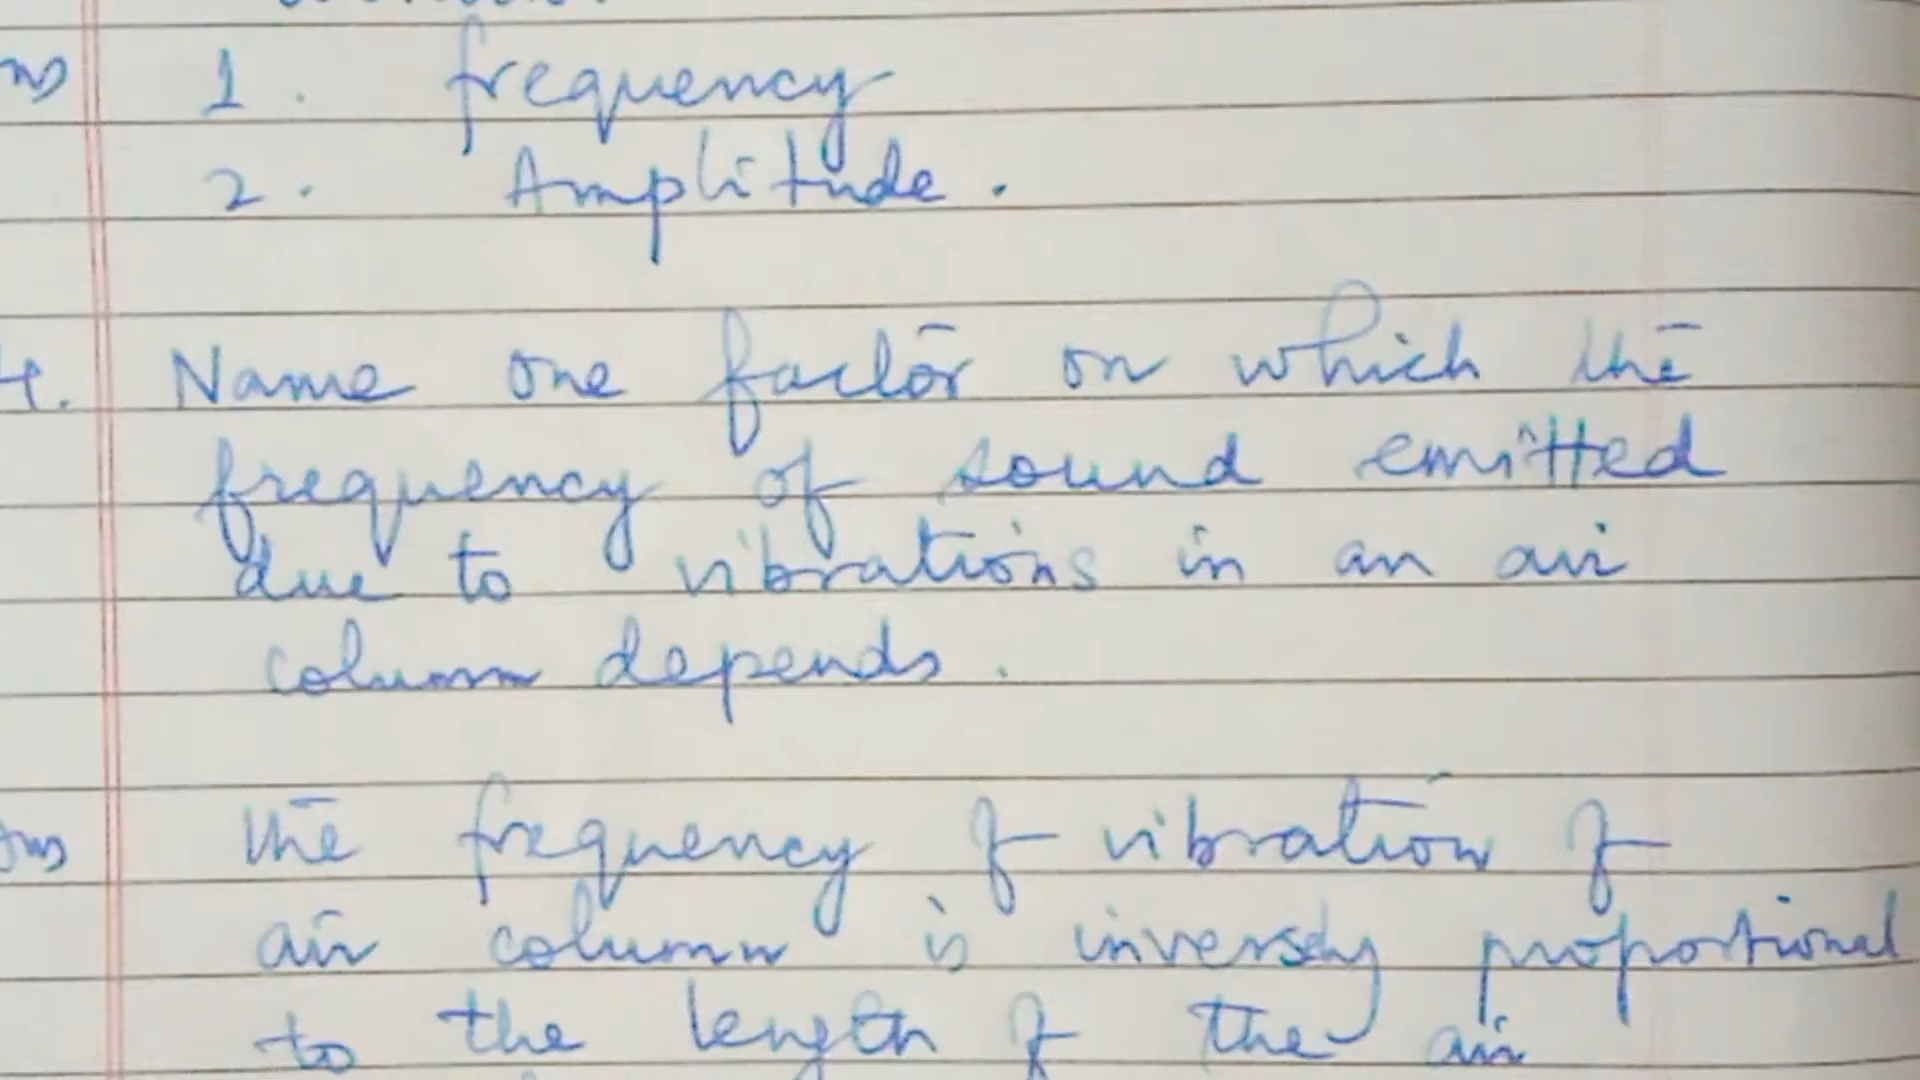 Ans 1. frequency
2. Amplitude.
4. Name one factor on which the
frequency of sound emitted
due to vibrations in an air
column depends.
Ans the frequency of vibration of
air column is inversely proportional
to the length of the air